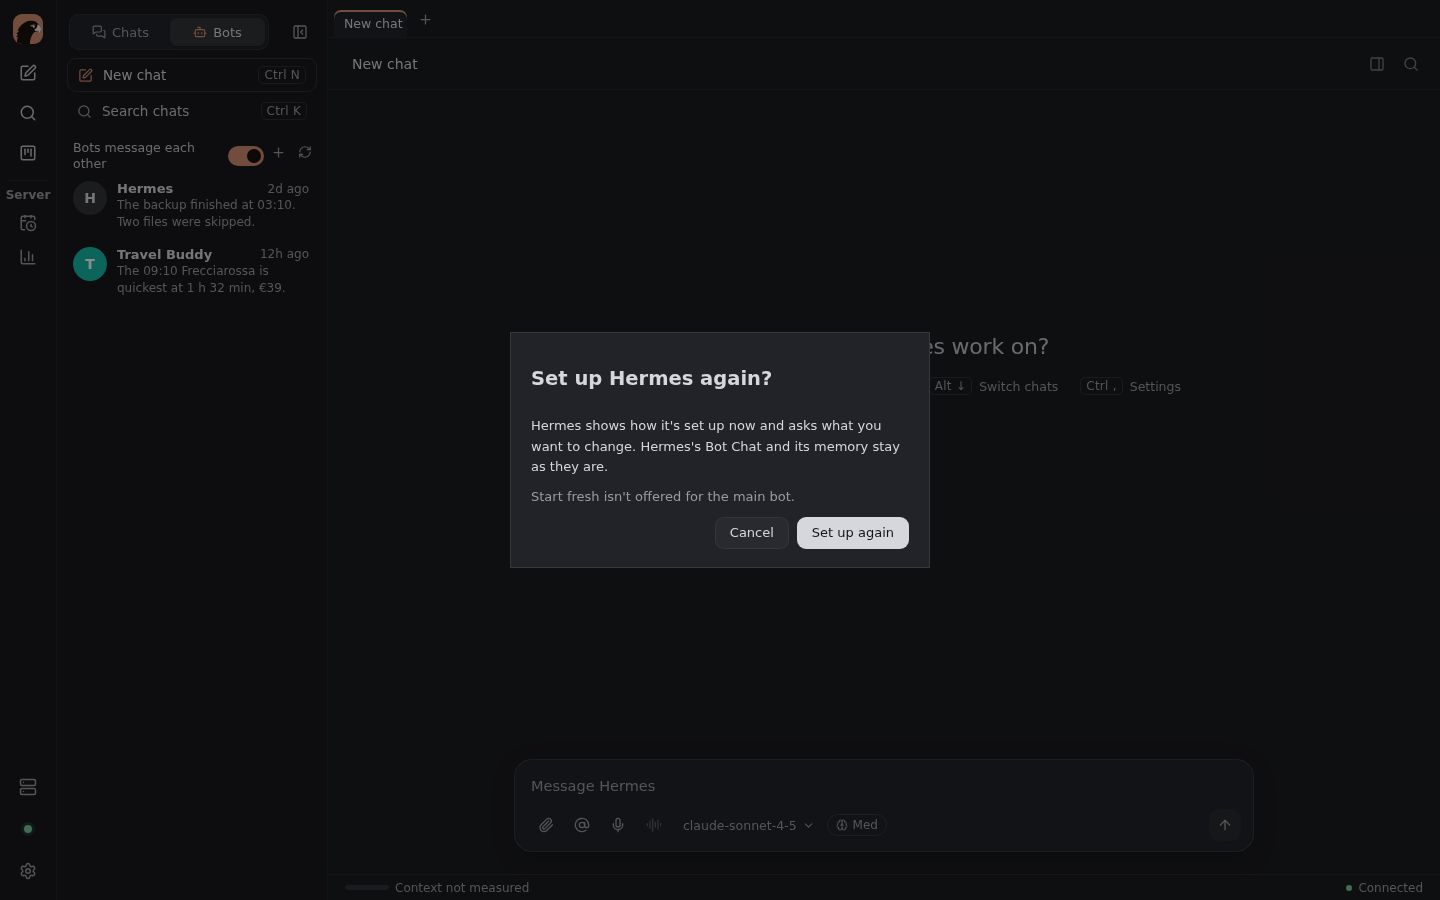 Chats
Bots
New chat
Ctrl N
Search chats
Ctrl K
Bots message each
other
Server
H
Hermes
2d ago
The backup finished at 03:10.
Two files were skipped.
T
Travel Buddy
12h ago
The 09:10 Frecciarossa is
quickest at 1 h 32 min, €39.
New chat
New chat
es work on?
Alt ↓ Switch chats Ctrl , Settings
Set up Hermes again?
Hermes shows how it's set up now and asks what you
want to change. Hermes's Bot Chat and its memory stay
as they are.
Start fresh isn't offered for the main bot.
Cancel
Set up again
Message Hermes
claude-sonnet-4-5
Med
Context not measured
Connected